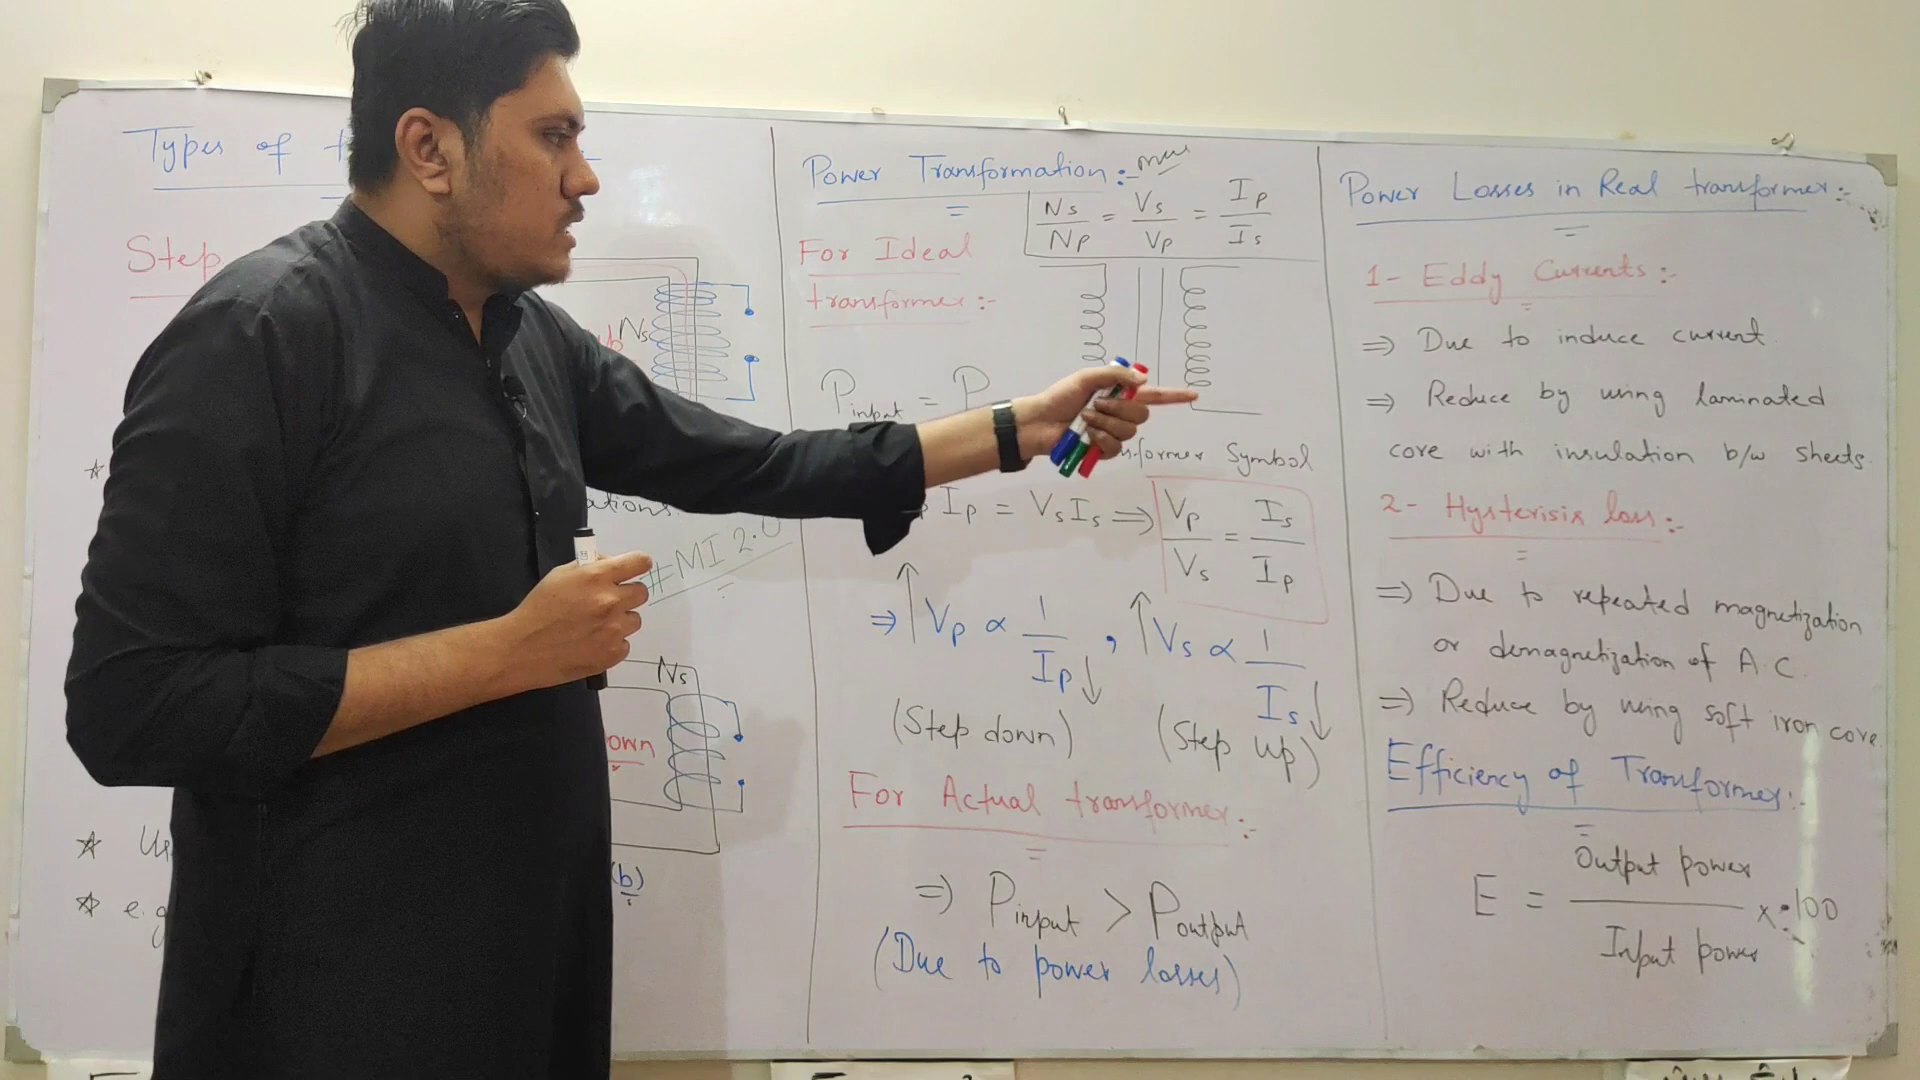 Types of
Step
Ns
ations.
#MI 2.0
Ns
own
(b)
e.g
Power Transformation:-
Ns/Np = Vs/Vp = Ip/Is
For Ideal
transformer:-
Pinput = P
nsformer Symbol
Ip = VsIs ⇒ Vp/Vs = Is/Ip
⇒ ↑Vp ∝ 1/Ip↓ , ↑Vs ∝ 1/Is↓
(Step down) (Step up)
For Actual transformer:-
⇒ Pinput > Poutput
(Due to power losses)
Power Losses in Real transformer:-
1- Eddy Currents:-
⇒ Due to induce current
⇒ Reduce by using laminated
core with insulation b/w sheets.
2- Hysterisis loss:-
⇒ Due to repeated magnetization
or demagnetization of A.C.
⇒ Reduce by using soft iron core.
Efficiency of Transformer:-
E = Output power/Input power × 100